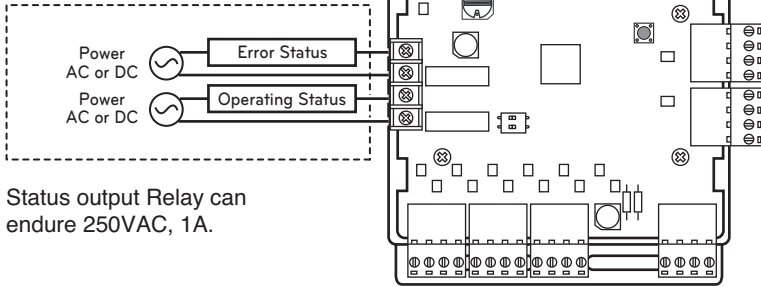 Power
AC or DC
Error Status
Power
AC or DC
Operating Status
Status output Relay can
endure 250VAC, 1A.